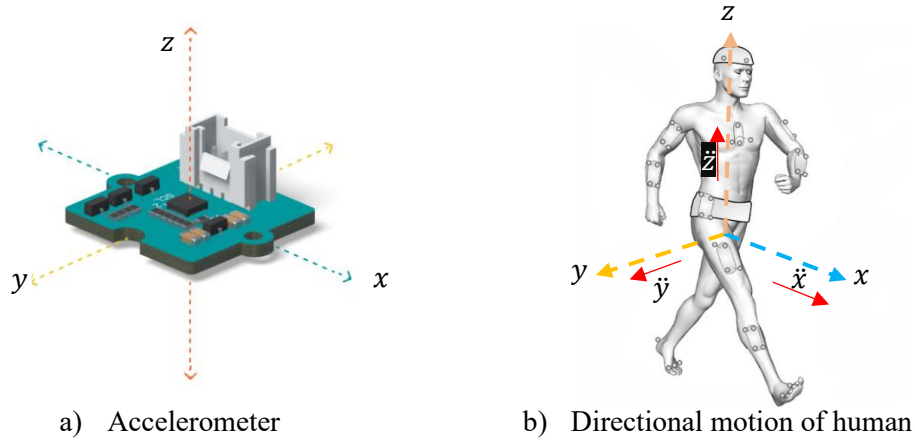 z
y
x
a) Accelerometer
z
z̈
y
ÿ
ẍ
x
b) Directional motion of human